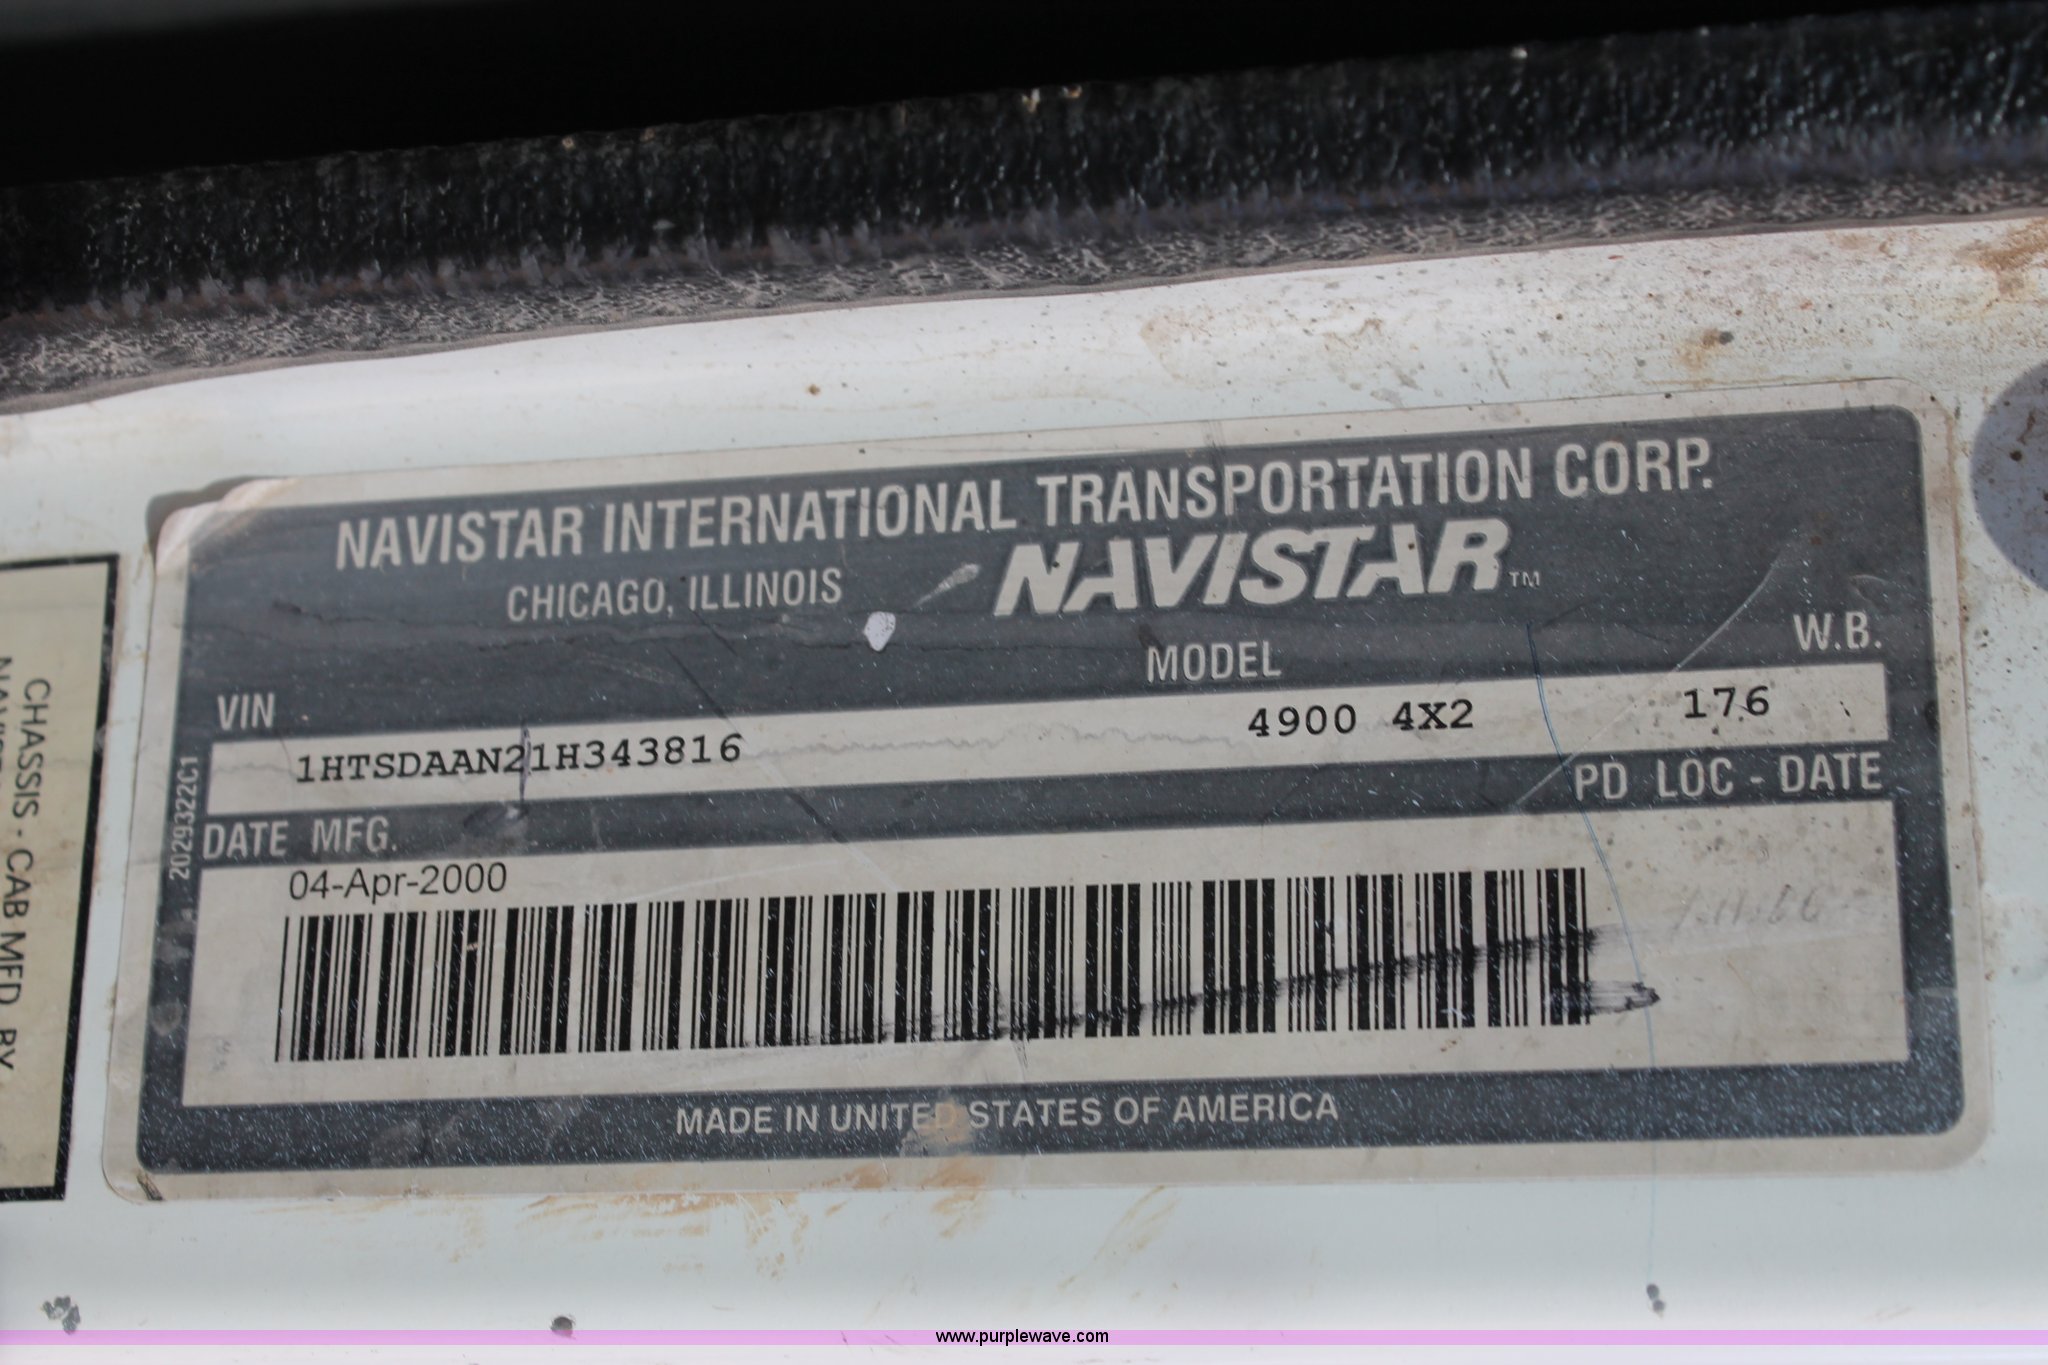 NAVISTAR INTERNATIONAL TRANSPORTATION CORP.
CHICAGO, ILLINOIS
NAVISTAR™
VIN
MODEL
W.B.
1HTSDAAN21H343816
4900 4X2
176
DATE MFG.
PD LOC - DATE
04-Apr-2000
MADE IN UNITED STATES OF AMERICA
2029322C1
CHASSIS - CAB MFD BY
www.purplewave.com